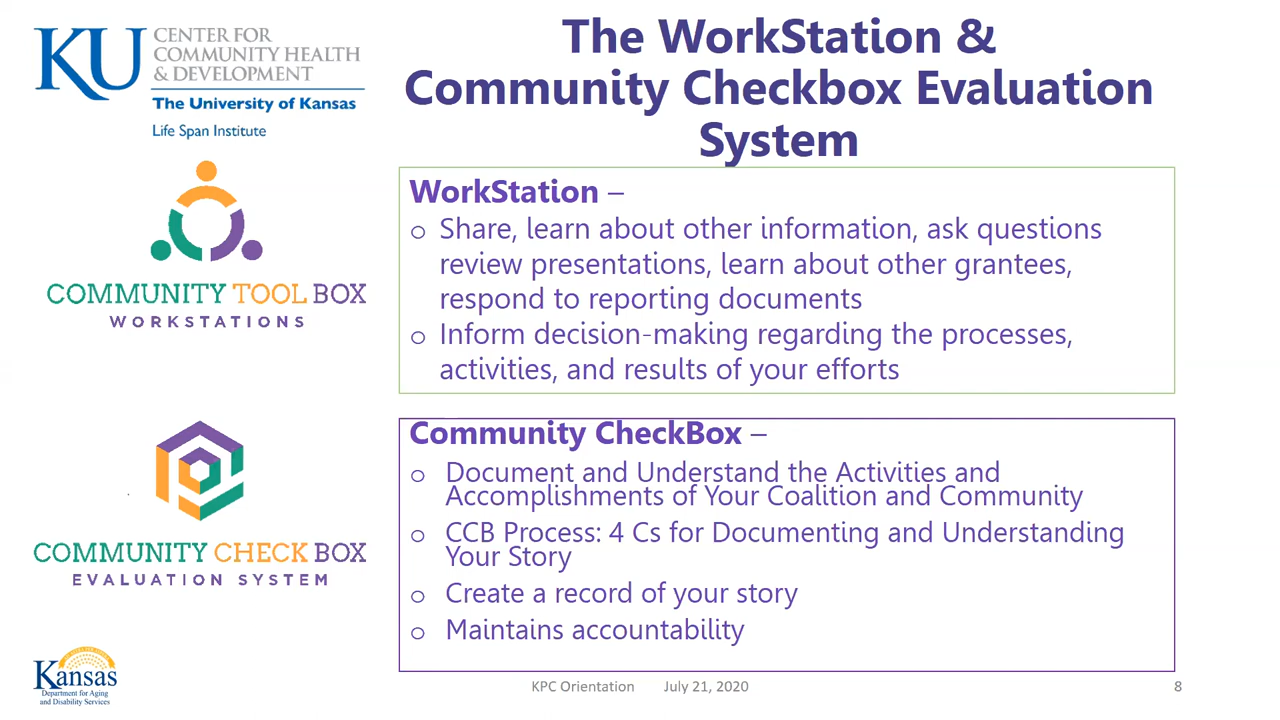 KU CENTER FOR
COMMUNITY HEALTH
& DEVELOPMENT
The University of Kansas
Life Span Institute
The WorkStation &
Community Checkbox Evaluation
System
COMMUNITY TOOL BOX
WORKSTATIONS
WorkStation –
o Share, learn about other information, ask questions
review presentations, learn about other grantees,
respond to reporting documents
o Inform decision-making regarding the processes,
activities, and results of your efforts
COMMUNITY CHECK BOX
EVALUATION SYSTEM
Community CheckBox –
o Document and Understand the Activities and
Accomplishments of Your Coalition and Community
o CCB Process: 4 Cs for Documenting and Understanding
Your Story
o Create a record of your story
o Maintains accountability
Kansas
Department for Aging
and Disability Services
KPC Orientation July 21, 2020
8